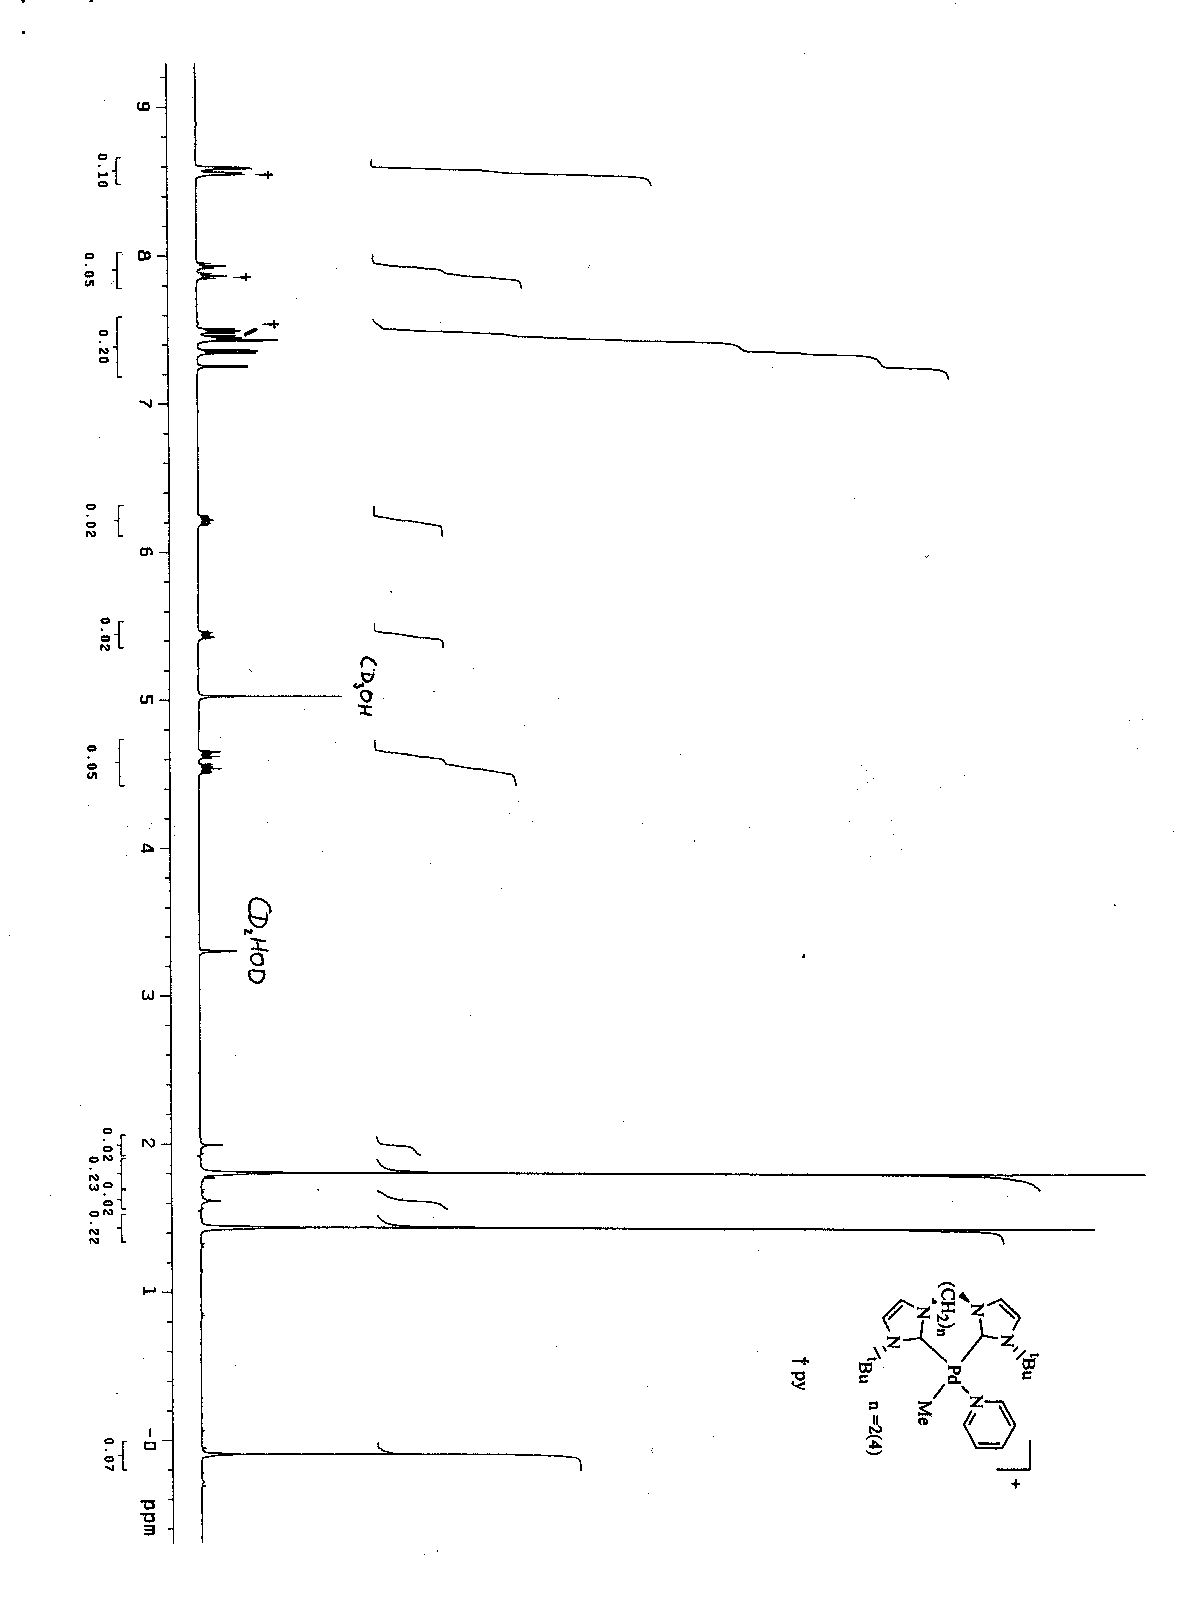 9
8
7
6
5
4
3
2
1
-0
ppm
0.10
0.05
0.20
0.02
0.02
0.05
0.02
0.23
0.02
0.22
0.07
†
†
†
CD₃OH
CD₂HOD
(CH₂)ₙ
N
N
ᵗBu
N
N
ᵗBu
Pd
N
Me
+
n =2(4)
† py